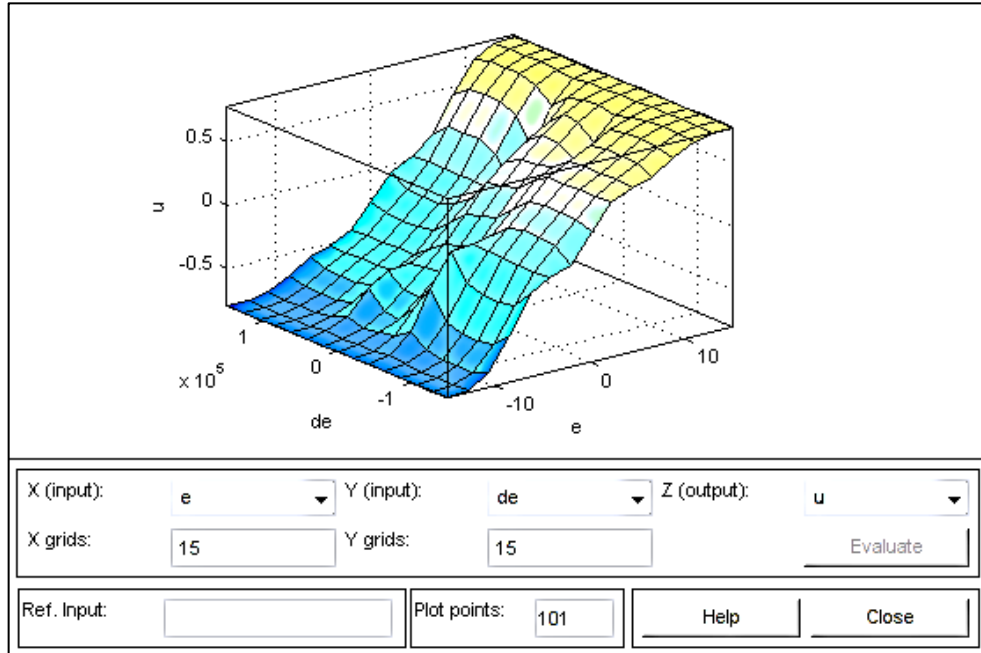 0.5
0
-0.5
u
1
0
-1
x 10^5
de
-10
0
10
e
X (input): e Y (input): de Z (output): u
X grids: 15 Y grids: 15 Evaluate
Ref. Input: Plot points: 101 Help Close